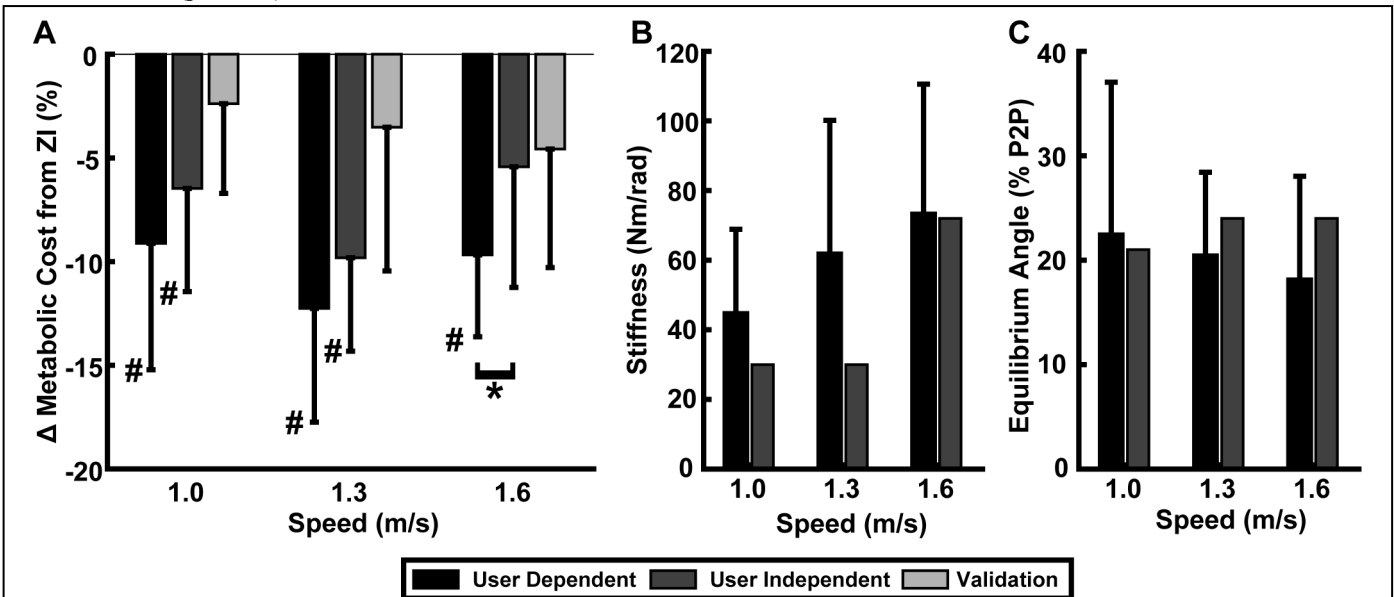 A
Δ Metabolic Cost from ZI (%)
0
-5
-10
-15
-20
#
#
#
#
#
*
1.0
1.3
1.6
Speed (m/s)
B
Stiffness (Nm/rad)
120
100
80
60
40
20
0
1.0
1.3
1.6
Speed (m/s)
C
Equilibrium Angle (% P2P)
40
30
20
10
0
1.0
1.3
1.6
Speed (m/s)
User Dependent
User Independent
Validation